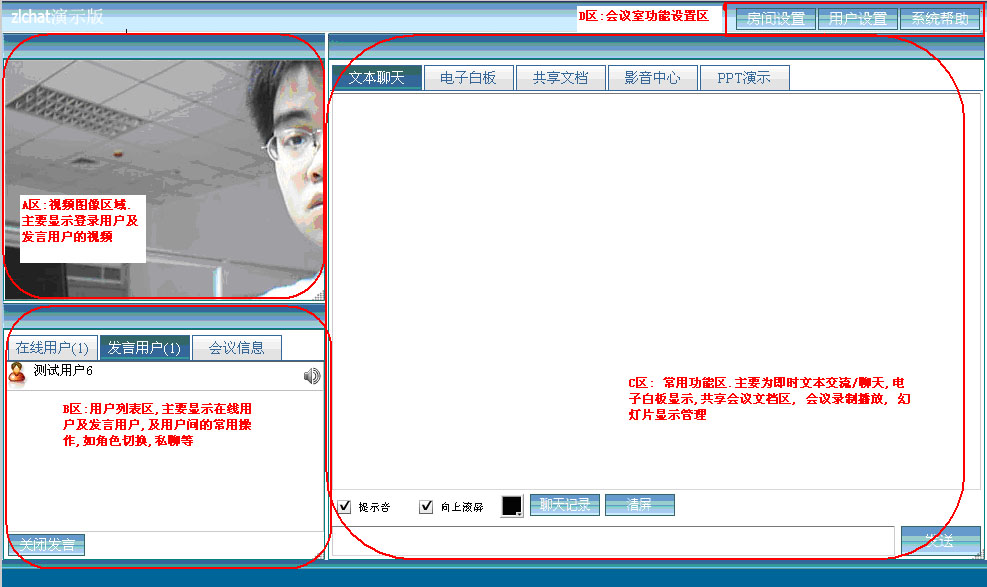 zlchat演示版
D区:会议室功能设置区
房间设置 用户设置 系统帮助
文本聊天 电子白板 共享文档 影音中心 PPT演示
A区:视频图像区域.
主要显示登录用户及
发言用户的视频
在线用户(1) 发言用户(1) 会议信息
测试用户6
B区:用户列表区,主要显示在线用
户及发言用户,及用户间的常用操
作,如角色切换,私聊等
C区: 常用功能区.主要为即时文本交流/聊天,电
子白板显示,共享会议文档区, 会议录制播放, 幻
灯片显示管理
提示音 向上滚屏 聊天记录 清屏
关闭发言
发送